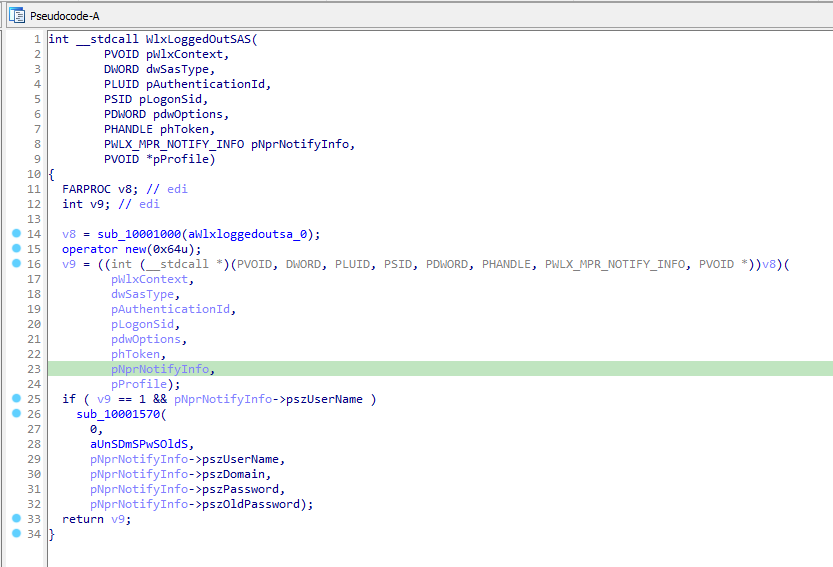 Pseudocode-A
1 int __stdcall WlxLoggedOutSAS(
2 PVOID pWlxContext,
3 DWORD dwSasType,
4 PLUID pAuthenticationId,
5 PSID pLogonSid,
6 PDWORD pdwOptions,
7 PHANDLE phToken,
8 PWLX_MPR_NOTIFY_INFO pNprNotifyInfo,
9 PVOID *pProfile)
10 {
11 FARPROC v8; // edi
12 int v9; // edi
13
14 v8 = sub_10001000(aWlxloggedoutsa_0);
15 operator new(0x64u);
16 v9 = ((int (__stdcall *)(PVOID, DWORD, PLUID, PSID, PDWORD, PHANDLE, PWLX_MPR_NOTIFY_INFO, PVOID *))v8)(
17 pWlxContext,
18 dwSasType,
19 pAuthenticationId,
20 pLogonSid,
21 pdwOptions,
22 phToken,
23 pNprNotifyInfo,
24 pProfile);
25 if ( v9 == 1 && pNprNotifyInfo->pszUserName )
26 sub_10001570(
27 0,
28 aUnSDmSPwSOldS,
29 pNprNotifyInfo->pszUserName,
30 pNprNotifyInfo->pszDomain,
31 pNprNotifyInfo->pszPassword,
32 pNprNotifyInfo->pszOldPassword);
33 return v9;
34 }